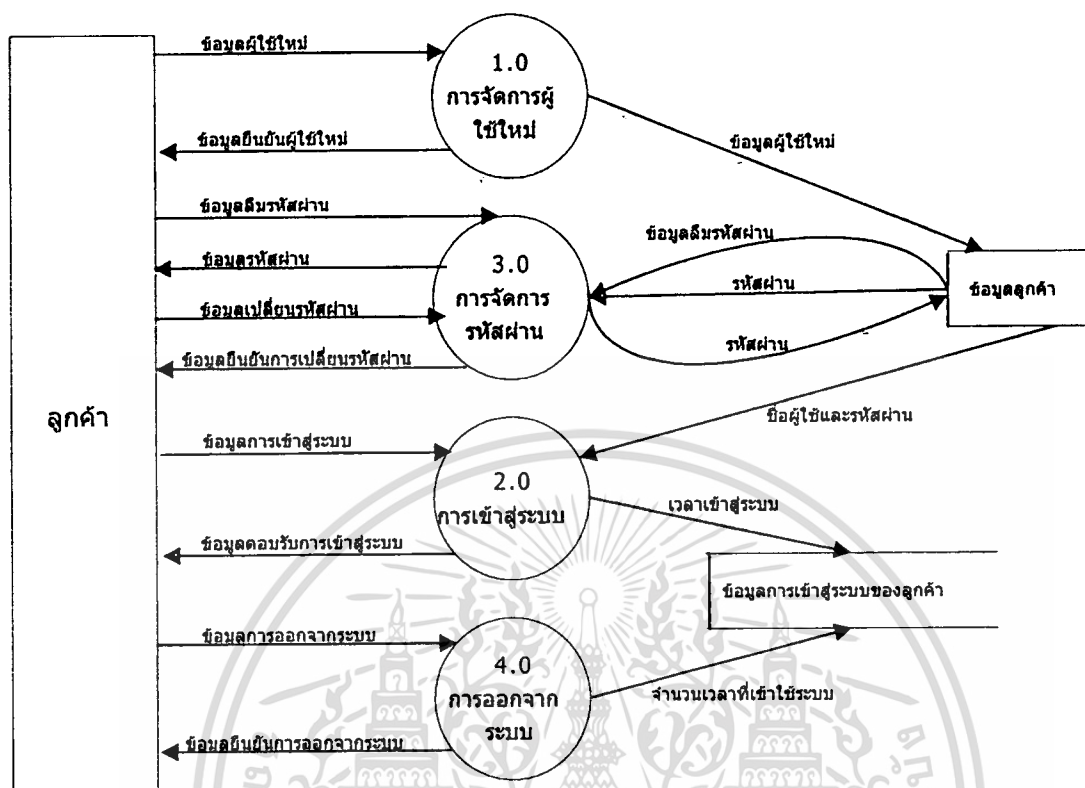 ข้อมูลผู้ใช้ใหม่
1.0
การจัดการผู้
ใช้ใหม่
ข้อมูลยืนยันผู้ใช้ใหม่
ข้อมูลผู้ใช้ใหม่
ข้อมูลลืมรหัสผ่าน
ข้อมูลรหัสผ่าน
3.0
การจัดการ
รหัสผ่าน
ข้อมูลเปลี่ยนรหัสผ่าน
ข้อมูลยืนยันการเปลี่ยนรหัสผ่าน
ข้อมูลลืมรหัสผ่าน
รหัสผ่าน
รหัสผ่าน
ข้อมูลลูกค้า
ลูกค้า
ชื่อผู้ใช้และรหัสผ่าน
ข้อมูลการเข้าสู่ระบบ
2.0
การเข้าสู่ระบบ
เวลาเข้าสู่ระบบ
ข้อมูลตอบรับการเข้าสู่ระบบ
ข้อมูลการเข้าสู่ระบบของลูกค้า
ข้อมูลการออกจากระบบ
4.0
การออกจาก
ระบบ
จำนวนเวลาที่เข้าใช้ระบบ
ข้อมูลยืนยันการออกจากระบบ